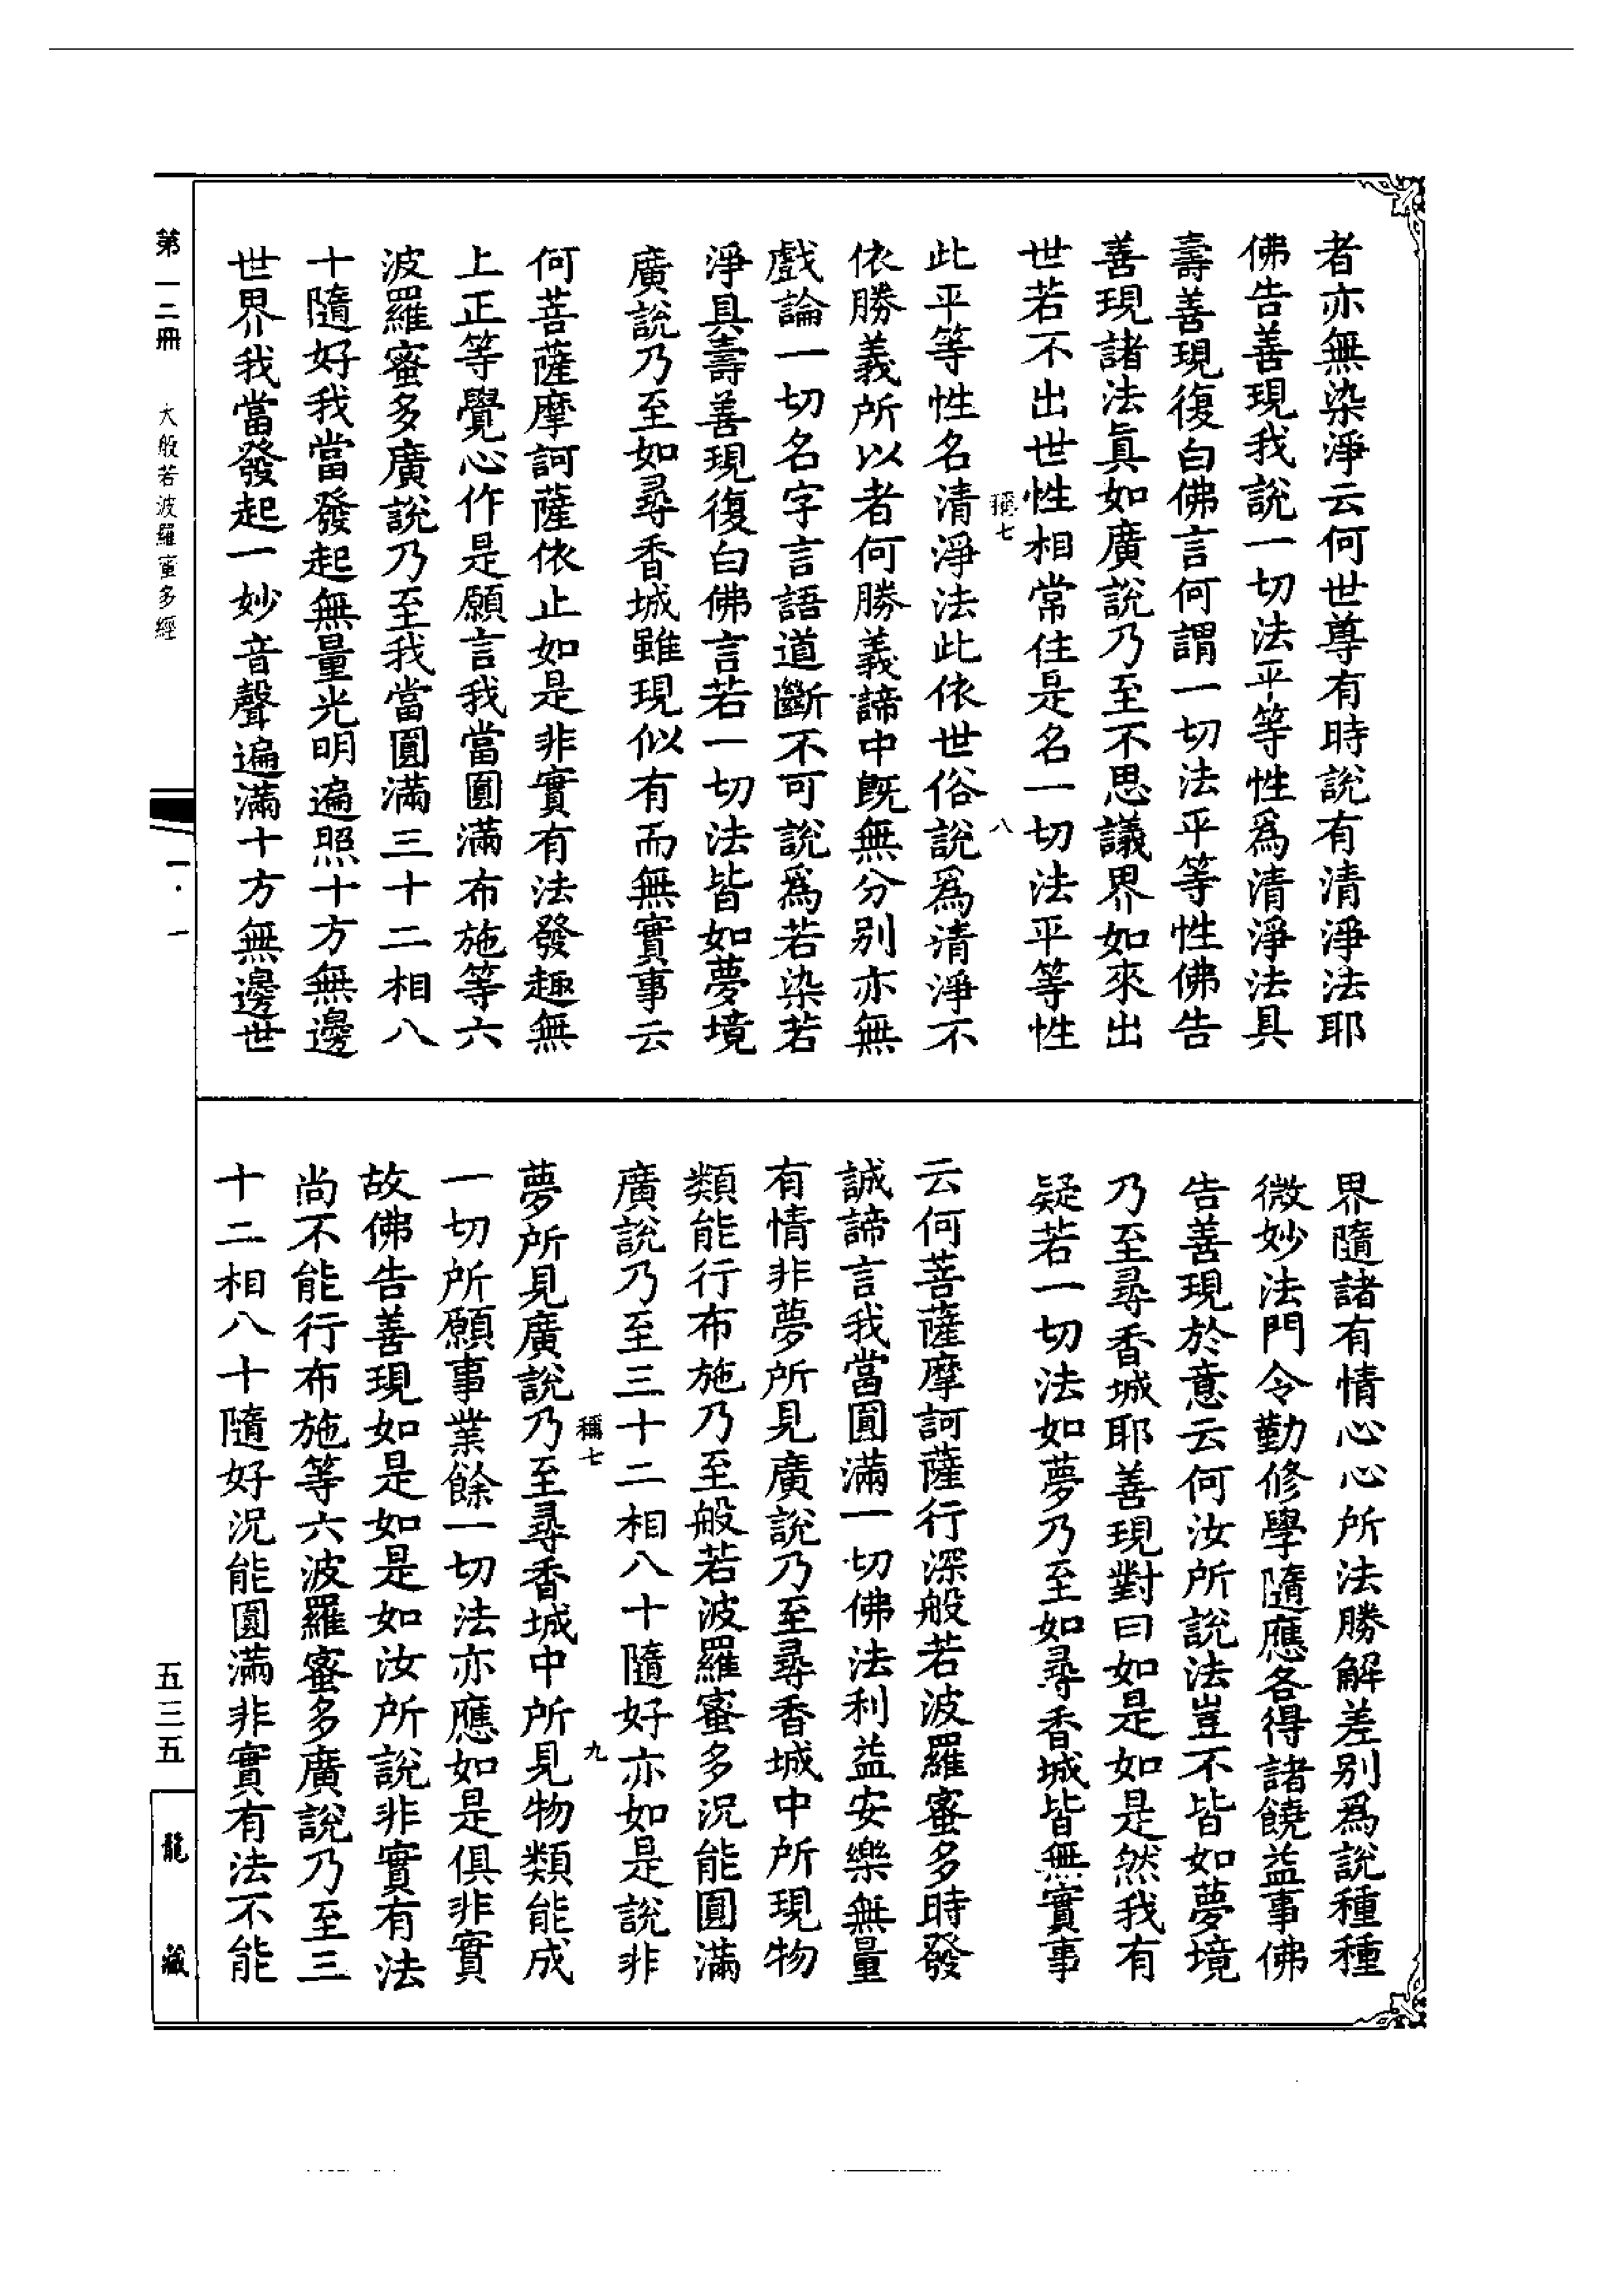 者亦無染淨云何世尊有時說有清淨法耶
佛告善現我說一切法平等性為清淨法具
壽善現復白佛言何謂一切法平等性佛告
善現諸法眞如廣說乃至不思議界如來出
世若不出世性相常住是名一切法平等性
稱七
八
此平等性名清淨法此依世俗說為清淨不
依勝義所以者何勝義諦中既無分別亦無
戲論一切名字言語道斷不可說為若染若
淨具壽善現復白佛言若一切法皆如夢境
廣說乃至如尋香城雖現似有而無實事云
何菩薩摩訶薩依止如是非實有法發趣無
上正等覺心作是願言我當圓滿布施等六
波羅蜜多廣說乃至我當圓滿三十二相八
十隨好我當發起無量光明遍照十方無邊
世界我當發起一妙音聲遍滿十方無邊世
界隨諸有情心心所法勝解差別為說種種
微妙法門令勤修學隨應各得諸饒益事佛
告善現於意云何汝所說法豈不皆如夢境
乃至尋香城耶善現對曰如是如是然我有
疑若一切法如夢乃至如尋香城皆無實事
云何菩薩摩訶薩行深般若波羅蜜多時發
誠諦言我當圓滿一切佛法利益安樂無量
有情非夢所見廣說乃至尋香城中所現物
類能行布施乃至般若波羅蜜多況能圓滿
廣說乃至三十二相八十隨好亦如是說非
稱七
九
夢所見廣說乃至尋香城中所見物類能成
一切所願事業餘一切法亦應如是俱非實
故佛告善現如是如是如汝所說非實有法
尚不能行布施等六波羅蜜多廣說乃至三
十二相八十隨好況能圓滿非實有法不能
第一二冊
大般若波羅蜜多經
一·一
五三五
龍藏